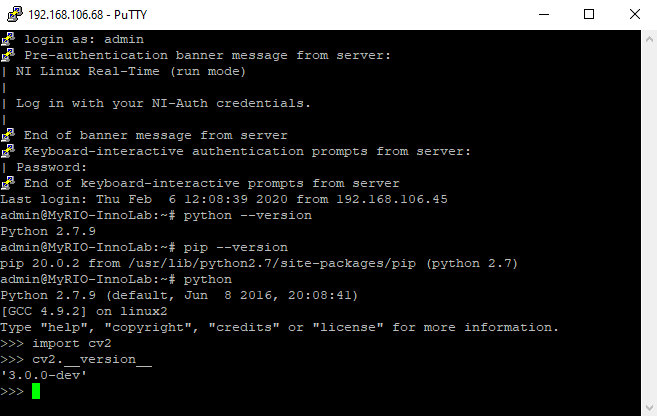 192.168.106.68 - PuTTY
login as: admin
Pre-authentication banner message from server:
| NI Linux Real-Time (run mode)
|
| Log in with your NI-Auth credentials.
|
End of banner message from server
Keyboard-interactive authentication prompts from server:
| Password:
End of keyboard-interactive prompts from server
Last login: Thu Feb  6 12:08:39 2020 from 192.168.106.45
admin@MyRIO-InnoLab:~# python --version
Python 2.7.9
admin@MyRIO-InnoLab:~# pip --version
pip 20.0.2 from /usr/lib/python2.7/site-packages/pip (python 2.7)
admin@MyRIO-InnoLab:~# python
Python 2.7.9 (default, Jun  8 2016, 20:08:41)
[GCC 4.9.2] on linux2
Type "help", "copyright", "credits" or "license" for more information.
>>> import cv2
>>> cv2.__version__
'3.0.0-dev'
>>>